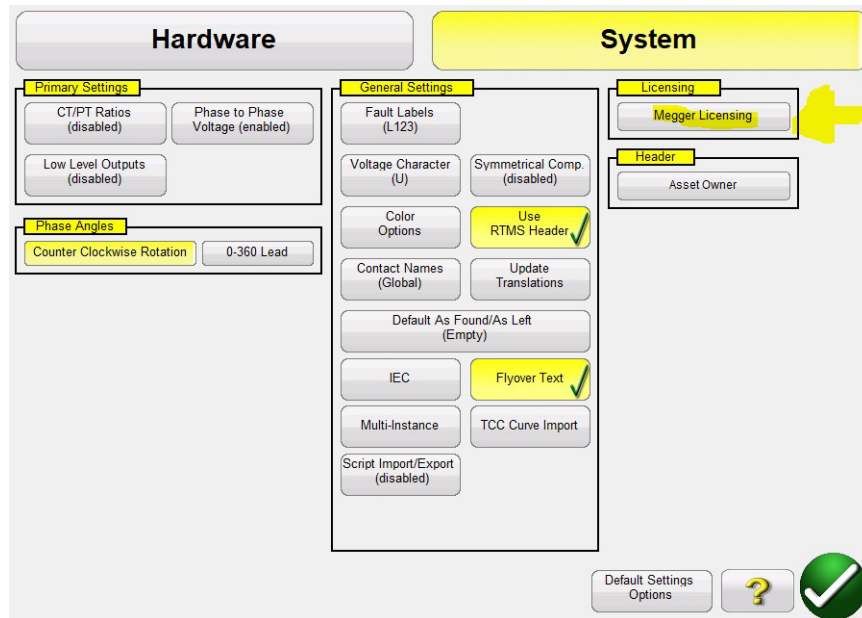 Hardware
System
Primary Settings
CT/PT Ratios
(disabled)
Phase to Phase
Voltage (enabled)
Low Level Outputs
(disabled)
Phase Angles
Counter Clockwise Rotation
0-360 Lead
General Settings
Fault Labels
(L123)
Voltage Character
(U)
Symmetrical Comp.
(disabled)
Color
Options
Use
RTMS Header
Contact Names
(Global)
Update
Translations
Default As Found/As Left
(Empty)
IEC
Flyover Text
Multi-Instance
TCC Curve Import
Script Import/Export
(disabled)
Licensing
Megger Licensing
Header
Asset Owner
Default Settings
Options
?